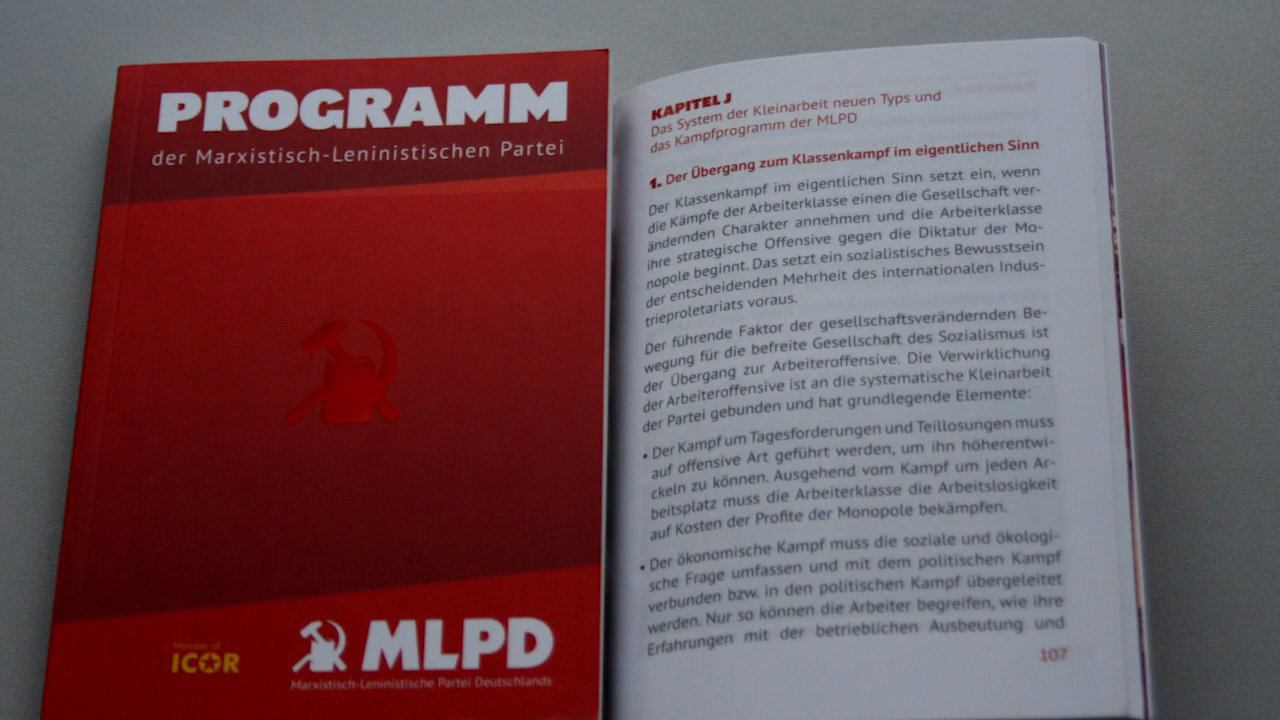 PROGRAMM
der Marxistisch-Leninistischen Partei
Member of
ICOR
MLPD
Marxistisch-Leninistische Partei Deutschlands
KAPITEL J
Das System der Kleinarbeit neuen Typs und
das Kampfprogramm der MLPD
1. Der Übergang zum Klassenkampf im eigentlichen Sinn
Der Klassenkampf im eigentlichen Sinn setzt ein, wenn
die Kämpfe der Arbeiterklasse einen die Gesellschaft ver-
ändernden Charakter annehmen und die Arbeiterklasse
ihre strategische Offensive gegen die Diktatur der Mo-
nopole beginnt. Das setzt ein sozialistisches Bewusstsein
der entscheidenden Mehrheit des internationalen Indus-
trieproletariats voraus.
Der führende Faktor der gesellschaftsverändernden Be-
wegung für die befreite Gesellschaft des Sozialismus ist
der Übergang zur Arbeiteroffensive. Die Verwirklichung
der Arbeiteroffensive ist an die systematische Kleinarbeit
der Partei gebunden und hat grundlegende Elemente:
• Der Kampf um Tagesforderungen und Teillosungen muss
auf offensive Art geführt werden, um ihn höherentwi-
ckeln zu können. Ausgehend vom Kampf um jeden Ar-
beitsplatz muss die Arbeiterklasse die Arbeitslosigkeit
auf Kosten der Profite der Monopole bekämpfen.
• Der ökonomische Kampf muss die soziale und ökologi-
sche Frage umfassen und mit dem politischen Kampf
verbunden bzw. in den politischen Kampf übergeleitet
werden. Nur so können die Arbeiter begreifen, wie ihre
Erfahrungen mit der betrieblichen Ausbeutung und
107